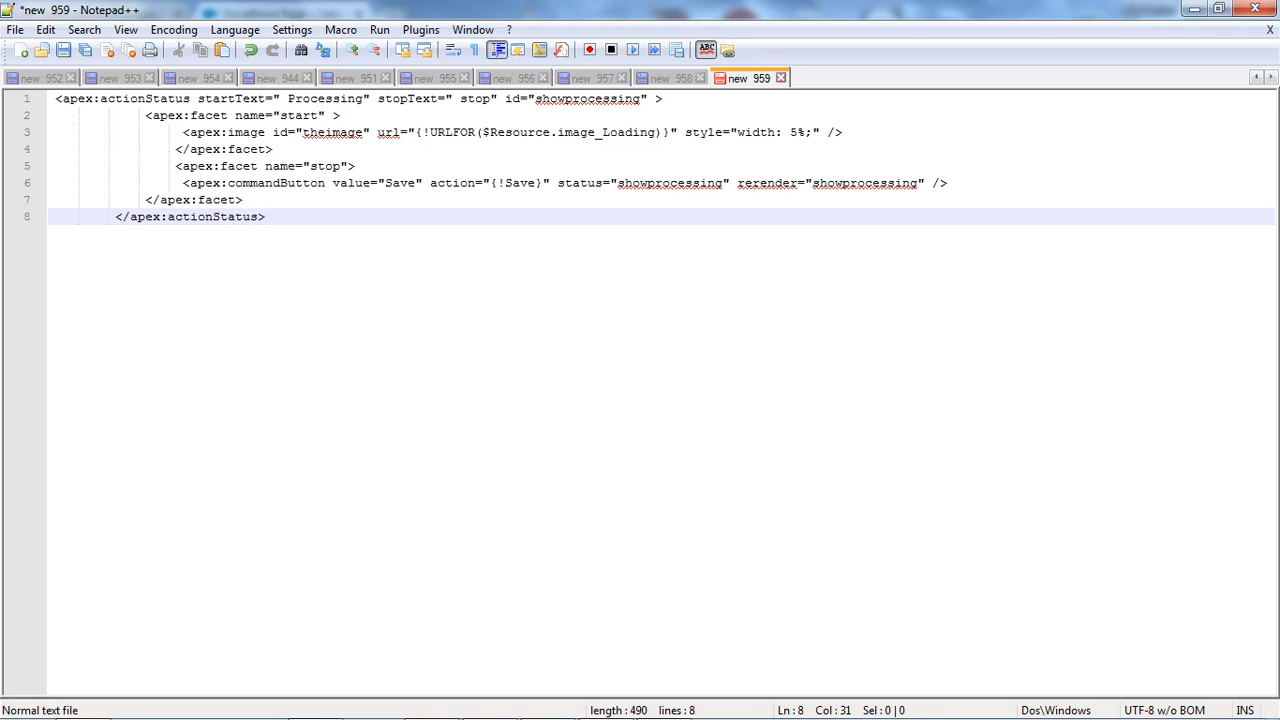 *new 959 - Notepad++
File Edit Search View Encoding Language Settings Macro Run Plugins Window ? X
ABC
new 952 new 953 new 954 new 944 new 951 new 955 new 956 new 957 new 958 new 959
1 <apex:actionStatus startText=" Processing" stopText=" stop" id="showprocessing" >
2 <apex:facet name="start" >
3 <apex:image id="theimage" url="{!URLFOR($Resource.image_Loading)}" style="width: 5%;" />
4 </apex:facet>
5 <apex:facet name="stop">
6 <apex:commandButton value="Save" action="{!Save}" status="showprocessing" rerender="showprocessing" />
7 </apex:facet>
8 </apex:actionStatus>
Normal text file length : 490 lines : 8 Ln : 8 Col : 31 Sel : 0 | 0 Dos\Windows UTF-8 w/o BOM INS